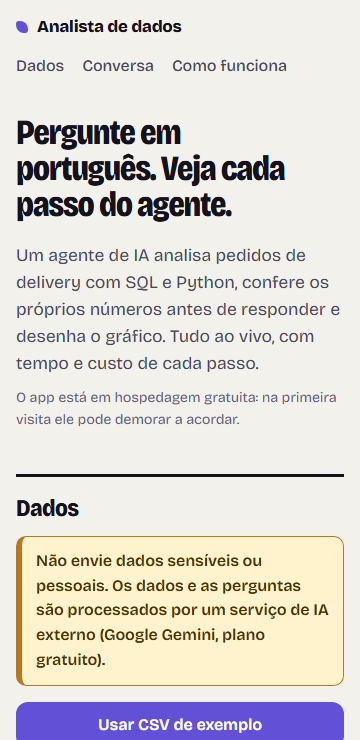 Analista de dados
Dados Conversa Como funciona
Pergunte em
português. Veja cada
passo do agente.
Um agente de IA analisa pedidos de
delivery com SQL e Python, confere os
próprios números antes de responder e
desenha o gráfico. Tudo ao vivo, com
tempo e custo de cada passo.
O app está em hospedagem gratuita: na primeira
visita ele pode demorar a acordar.
Dados
Não envie dados sensíveis ou
pessoais. Os dados e as perguntas
são processados por um serviço de IA
externo (Google Gemini, plano
gratuito).
Usar CSV de exemplo